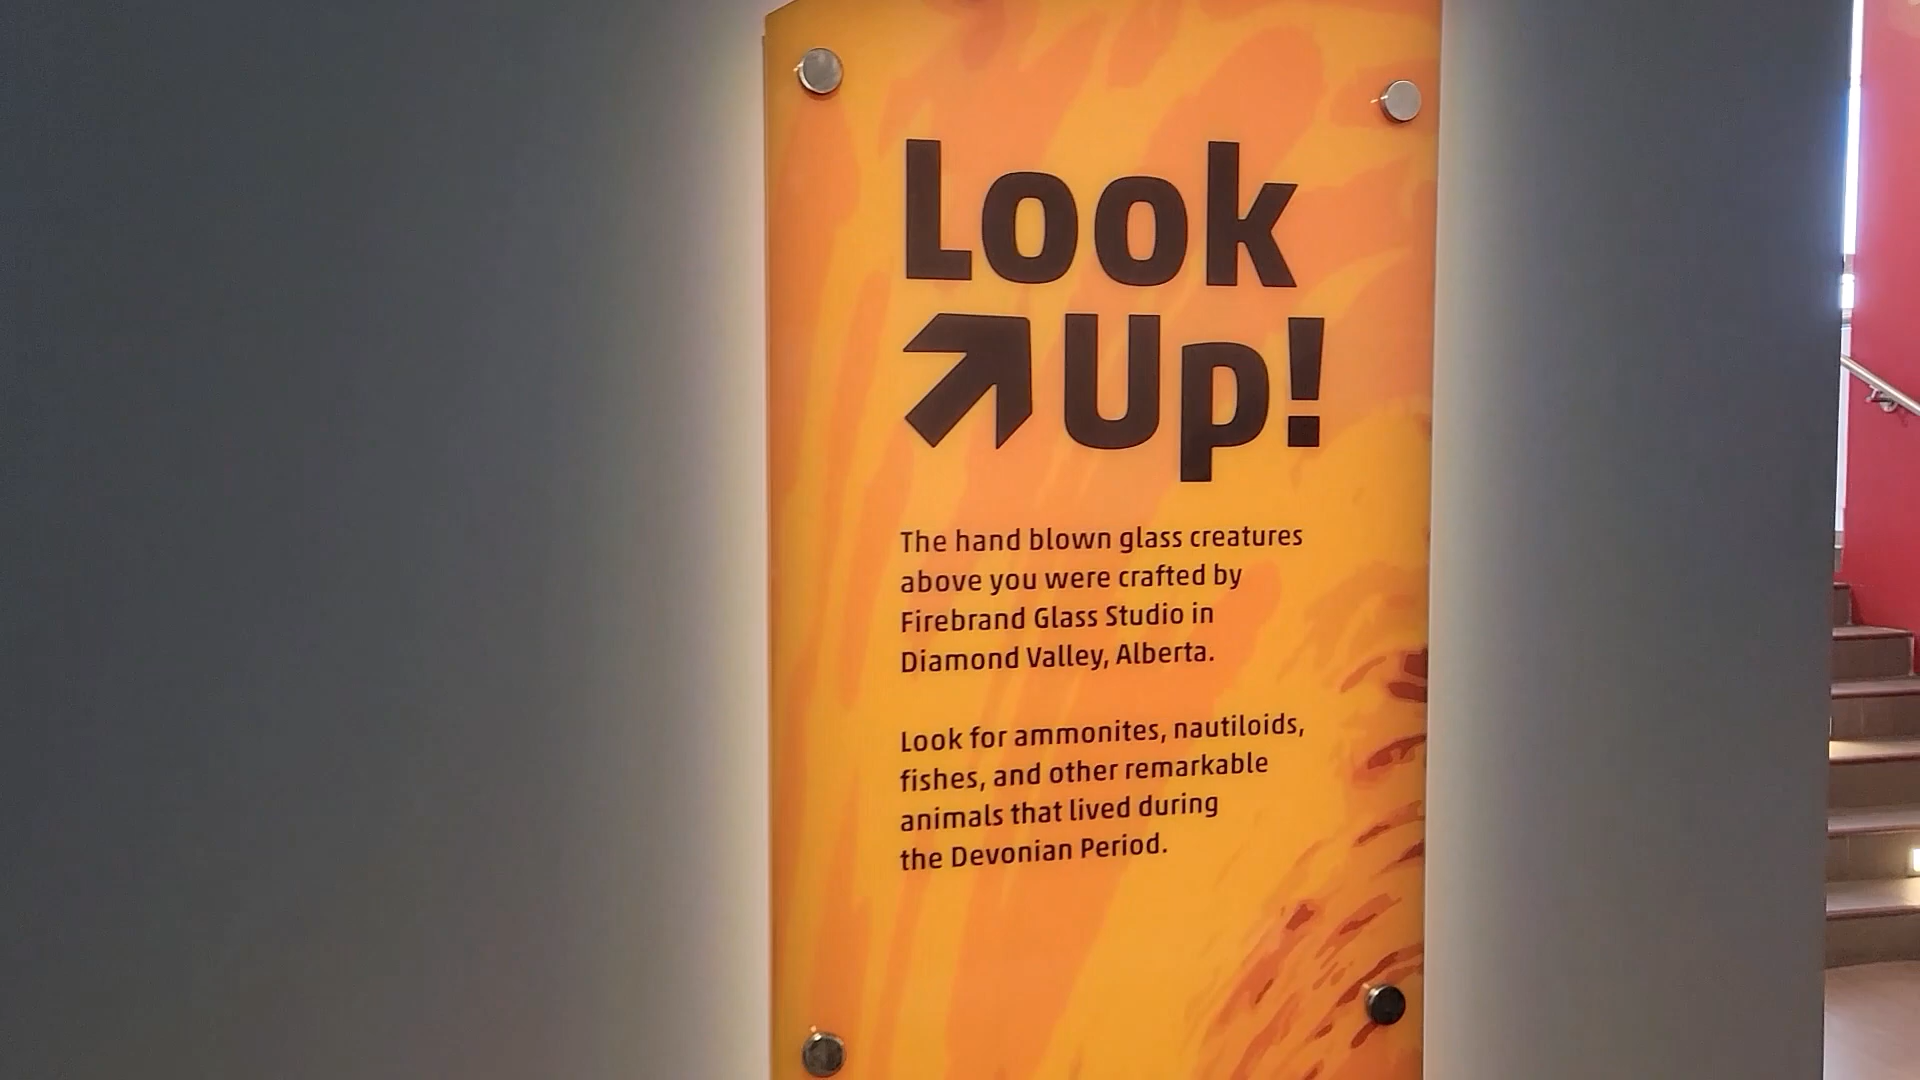 Look
Up!
The hand blown glass creatures
above you were crafted by
Firebrand Glass Studio in
Diamond Valley, Alberta.
Look for ammonites, nautiloids,
fishes, and other remarkable
animals that lived during
the Devonian Period.